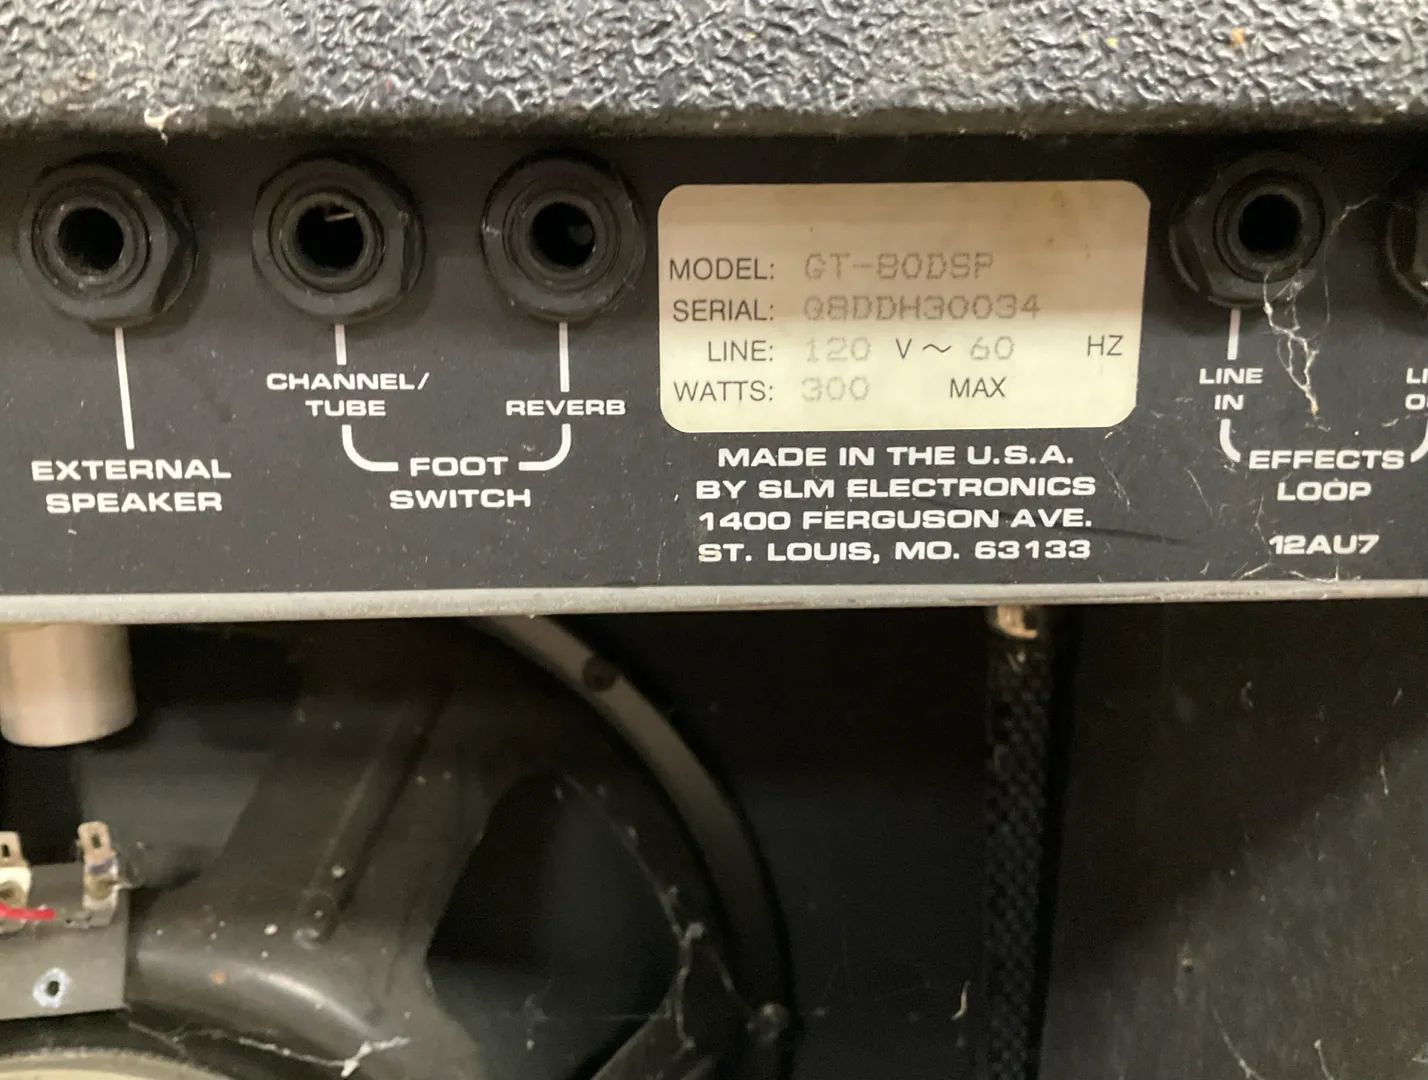 MODEL: GT-80DSP
SERIAL: Q8DDH30034
LINE: 120 V ~ 60 HZ
WATTS: 300 MAX
EXTERNAL
SPEAKER
CHANNEL/
TUBE
REVERB
FOOT
SWITCH
MADE IN THE U.S.A.
BY SLM ELECTRONICS
1400 FERGUSON AVE.
ST. LOUIS, MO. 63133
LINE
IN
EFFECTS
LOOP
12AU7